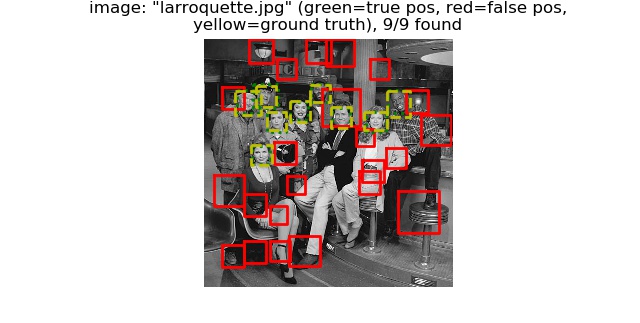 image: "larroquette.jpg" (green=true pos, red=false pos,
yellow=ground truth), 9/9 found